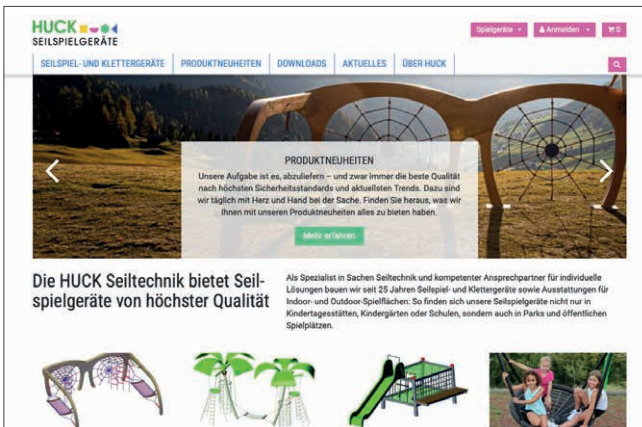 HUCK
SEILSPIELGERÄTE
Spielgeräte
Anmelden
0
SEILSPIEL- UND KLETTERGERÄTE
PRODUKTNEUHEITEN
DOWNLOADS
AKTUELLES
ÜBER HUCK
PRODUKTNEUHEITEN
Unsere Aufgabe ist es, abzuliefern – und zwar immer die beste Qualität
nach höchsten Sicherheitsstandards und aktuellsten Trends. Dazu sind
wir täglich mit Herz und Hand bei der Sache. Finden Sie heraus, was wir
Ihnen mit unseren Produktneuheiten alles zu bieten haben.
Mehr erfahren
Die HUCK Seiltechnik bietet Seil-
spielgeräte von höchster Qualität
Als Spezialist in Sachen Seiltechnik und kompetenter Ansprechpartner für individuelle
Lösungen bauen wir seit 25 Jahren Seilspiel- und Klettergeräte sowie Ausstattungen für
Indoor- und Outdoor-Spielflächen: So finden sich unsere Seilspielgeräte nicht nur in
Kindertagesstätten, Kindergärten oder Schulen, sondern auch in Parks und öffentlichen
Spielplätzen.